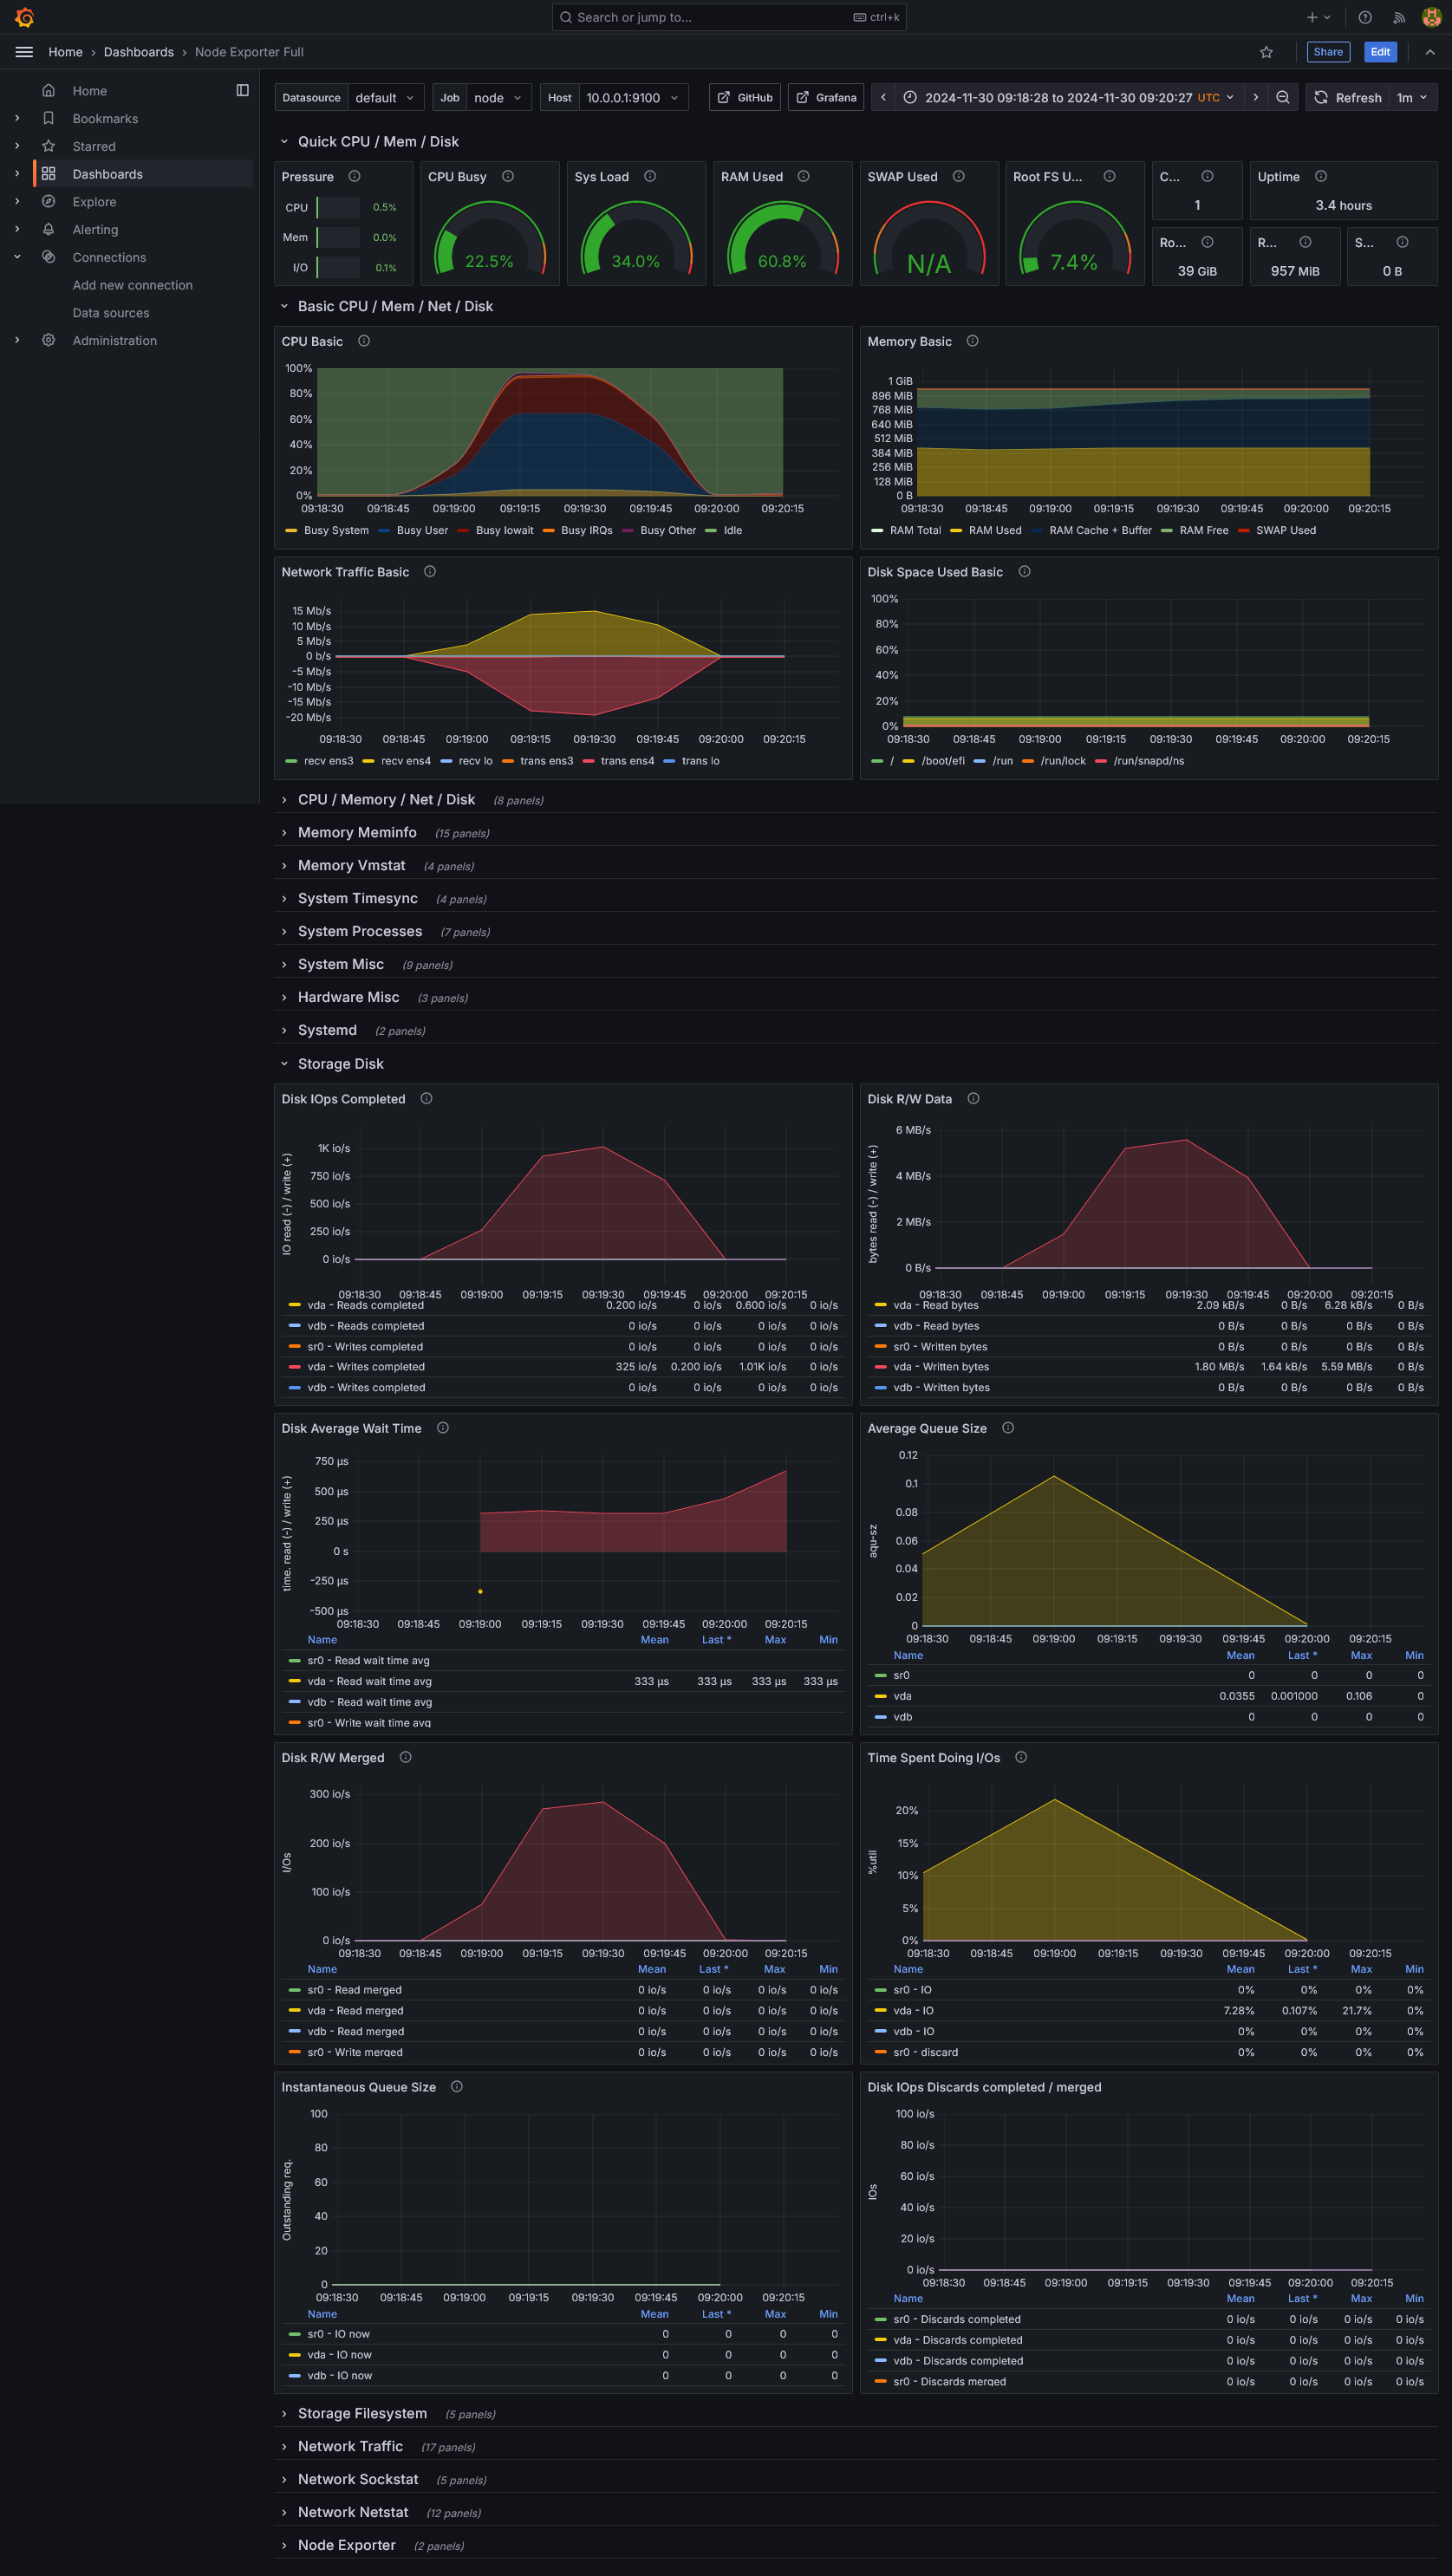 Search or jump to...
ctrl+k
Home › Dashboards › Node Exporter Full
Share
Edit
Home
Bookmarks
Starred
Dashboards
Explore
Alerting
Connections
Add new connection
Data sources
Administration
Datasource default Job node Host 10.0.0.1:9100 GitHub Grafana 2024-11-30 09:18:28 to 2024-11-30 09:20:27 UTC Refresh 1m
Quick CPU / Mem / Disk
Pressure
CPU 0.5%
Mem 0.0%
I/O 0.1%
CPU Busy
22.5%
Sys Load
34.0%
RAM Used
60.8%
SWAP Used
N/A
Root FS U...
7.4%
C...
1
Uptime
3.4 hours
Ro...
39 GiB
R...
957 MiB
S...
0 B
Basic CPU / Mem / Net / Disk
CPU Basic
100%
80%
60%
40%
20%
0%
09:18:30 09:18:45 09:19:00 09:19:15 09:19:30 09:19:45 09:20:00 09:20:15
Busy System Busy User Busy Iowait Busy IRQs Busy Other Idle
Memory Basic
1 GiB
896 MiB
768 MiB
640 MiB
512 MiB
384 MiB
256 MiB
128 MiB
0 B
09:18:30 09:18:45 09:19:00 09:19:15 09:19:30 09:19:45 09:20:00 09:20:15
RAM Total RAM Used RAM Cache + Buffer RAM Free SWAP Used
Network Traffic Basic
15 Mb/s
10 Mb/s
5 Mb/s
0 b/s
-5 Mb/s
-10 Mb/s
-15 Mb/s
-20 Mb/s
09:18:30 09:18:45 09:19:00 09:19:15 09:19:30 09:19:45 09:20:00 09:20:15
recv ens3 recv ens4 recv lo trans ens3 trans ens4 trans lo
Disk Space Used Basic
100%
80%
60%
40%
20%
0%
09:18:30 09:18:45 09:19:00 09:19:15 09:19:30 09:19:45 09:20:00 09:20:15
/ /boot/efi /run /run/lock /run/snapd/ns
CPU / Memory / Net / Disk (8 panels)
Memory Meminfo (15 panels)
Memory Vmstat (4 panels)
System Timesync (4 panels)
System Processes (7 panels)
System Misc (9 panels)
Hardware Misc (3 panels)
Systemd (2 panels)
Storage Disk
Disk IOps Completed
IO read (-) / write (+)
1K io/s
750 io/s
500 io/s
250 io/s
0 io/s
09:18:30 09:18:45 09:19:00 09:19:15 09:19:30 09:19:45 09:20:00 09:20:15
vda - Reads completed 0.200 io/s 0 io/s 0.600 io/s 0 io/s
vdb - Reads completed 0 io/s 0 io/s 0 io/s 0 io/s
sr0 - Writes completed 0 io/s 0 io/s 0 io/s 0 io/s
vda - Writes completed 325 io/s 0.200 io/s 1.01K io/s 0 io/s
vdb - Writes completed 0 io/s 0 io/s 0 io/s 0 io/s
Disk R/W Data
bytes read (-) / write (+)
6 MB/s
4 MB/s
2 MB/s
0 B/s
09:18:30 09:18:45 09:19:00 09:19:15 09:19:30 09:19:45 09:20:00 09:20:15
vda - Read bytes 2.09 kB/s 0 B/s 6.28 kB/s 0 B/s
vdb - Read bytes 0 B/s 0 B/s 0 B/s 0 B/s
sr0 - Written bytes 0 B/s 0 B/s 0 B/s 0 B/s
vda - Written bytes 1.80 MB/s 1.64 kB/s 5.59 MB/s 0 B/s
vdb - Written bytes 0 B/s 0 B/s 0 B/s 0 B/s
Disk Average Wait Time
time. read (-) / write (+)
750 µs
500 µs
250 µs
0 s
-250 µs
-500 µs
09:18:30 09:18:45 09:19:00 09:19:15 09:19:30 09:19:45 09:20:00 09:20:15
Name Mean Last * Max Min
sr0 - Read wait time avg
vda - Read wait time avg 333 µs 333 µs 333 µs 333 µs
vdb - Read wait time avg
sr0 - Write wait time avg
Average Queue Size
aqu-sz
0.12
0.1
0.08
0.06
0.04
0.02
0
09:18:30 09:18:45 09:19:00 09:19:15 09:19:30 09:19:45 09:20:00 09:20:15
Name Mean Last * Max Min
sr0 0 0 0 0
vda 0.0355 0.001000 0.106 0
vdb 0 0 0 0
Disk R/W Merged
I/Os
300 io/s
200 io/s
100 io/s
0 io/s
09:18:30 09:18:45 09:19:00 09:19:15 09:19:30 09:19:45 09:20:00 09:20:15
Name Mean Last * Max Min
sr0 - Read merged 0 io/s 0 io/s 0 io/s 0 io/s
vda - Read merged 0 io/s 0 io/s 0 io/s 0 io/s
vdb - Read merged 0 io/s 0 io/s 0 io/s 0 io/s
sr0 - Write merged 0 io/s 0 io/s 0 io/s 0 io/s
Time Spent Doing I/Os
%util
20%
15%
10%
5%
0%
09:18:30 09:18:45 09:19:00 09:19:15 09:19:30 09:19:45 09:20:00 09:20:15
Name Mean Last * Max Min
sr0 - IO 0% 0% 0% 0%
vda - IO 7.28% 0.107% 21.7% 0%
vdb - IO 0% 0% 0% 0%
sr0 - discard 0% 0% 0% 0%
Instantaneous Queue Size
Outstanding req.
100
80
60
40
20
0
09:18:30 09:18:45 09:19:00 09:19:15 09:19:30 09:19:45 09:20:00 09:20:15
Name Mean Last * Max Min
sr0 - IO now 0 0 0 0
vda - IO now 0 0 0 0
vdb - IO now 0 0 0 0
Disk IOps Discards completed / merged
IOs
100 io/s
80 io/s
60 io/s
40 io/s
20 io/s
0 io/s
09:18:30 09:18:45 09:19:00 09:19:15 09:19:30 09:19:45 09:20:00 09:20:15
Name Mean Last * Max Min
sr0 - Discards completed 0 io/s 0 io/s 0 io/s 0 io/s
vda - Discards completed 0 io/s 0 io/s 0 io/s 0 io/s
vdb - Discards completed 0 io/s 0 io/s 0 io/s 0 io/s
sr0 - Discards merged 0 io/s 0 io/s 0 io/s 0 io/s
Storage Filesystem (5 panels)
Network Traffic (17 panels)
Network Sockstat (5 panels)
Network Netstat (12 panels)
Node Exporter (2 panels)